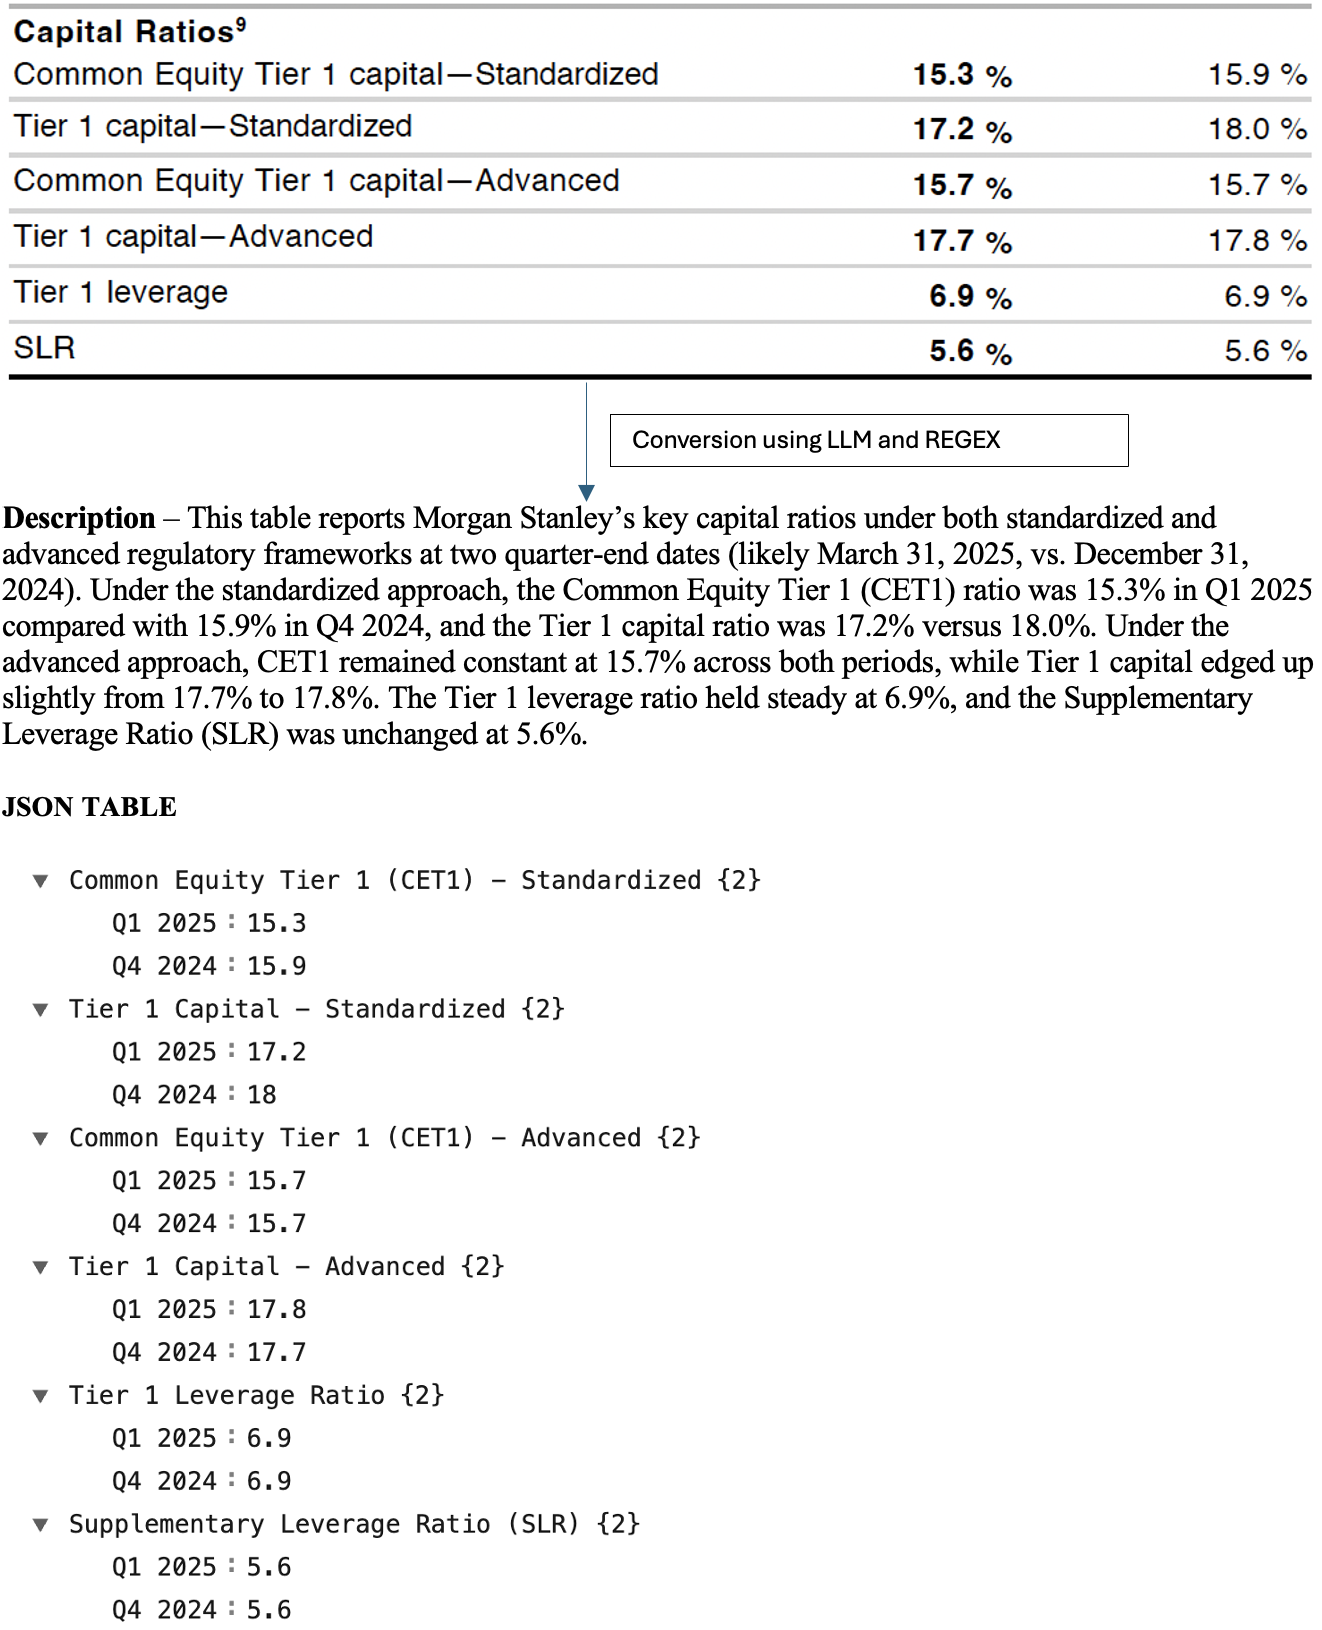 Capital Ratios⁹
Common Equity Tier 1 capital—Standardized 15.3 % 15.9 %
Tier 1 capital—Standardized 17.2 % 18.0 %
Common Equity Tier 1 capital—Advanced 15.7 % 15.7 %
Tier 1 capital—Advanced 17.7 % 17.8 %
Tier 1 leverage 6.9 % 6.9 %
SLR 5.6 % 5.6 %
Conversion using LLM and REGEX
Description – This table reports Morgan Stanley’s key capital ratios under both standardized and
advanced regulatory frameworks at two quarter-end dates (likely March 31, 2025, vs. December 31,
2024). Under the standardized approach, the Common Equity Tier 1 (CET1) ratio was 15.3% in Q1 2025
compared with 15.9% in Q4 2024, and the Tier 1 capital ratio was 17.2% versus 18.0%. Under the
advanced approach, CET1 remained constant at 15.7% across both periods, while Tier 1 capital edged up
slightly from 17.7% to 17.8%. The Tier 1 leverage ratio held steady at 6.9%, and the Supplementary
Leverage Ratio (SLR) was unchanged at 5.6%.
JSON TABLE
▼ Common Equity Tier 1 (CET1) – Standardized {2}
Q1 2025 : 15.3
Q4 2024 : 15.9
▼ Tier 1 Capital – Standardized {2}
Q1 2025 : 17.2
Q4 2024 : 18
▼ Common Equity Tier 1 (CET1) – Advanced {2}
Q1 2025 : 15.7
Q4 2024 : 15.7
▼ Tier 1 Capital – Advanced {2}
Q1 2025 : 17.8
Q4 2024 : 17.7
▼ Tier 1 Leverage Ratio {2}
Q1 2025 : 6.9
Q4 2024 : 6.9
▼ Supplementary Leverage Ratio (SLR) {2}
Q1 2025 : 5.6
Q4 2024 : 5.6